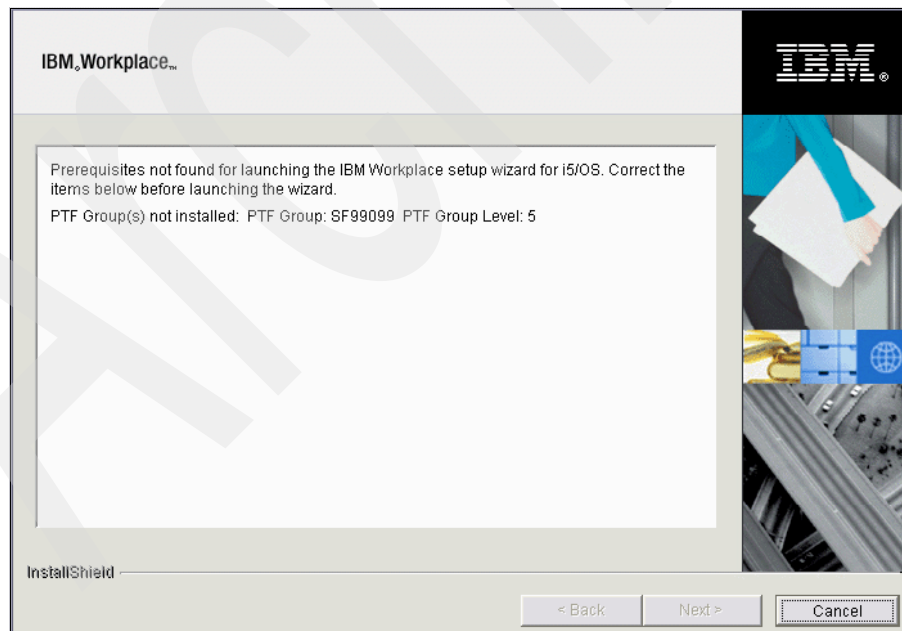 IBM® Workplace™
IBM®
Prerequisites not found for launching the IBM Workplace setup wizard for i5/OS. Correct the
items below before launching the wizard.
PTF Group(s) not installed: PTF Group: SF99099 PTF Group Level: 5
InstallShield
< Back
Next >
Cancel